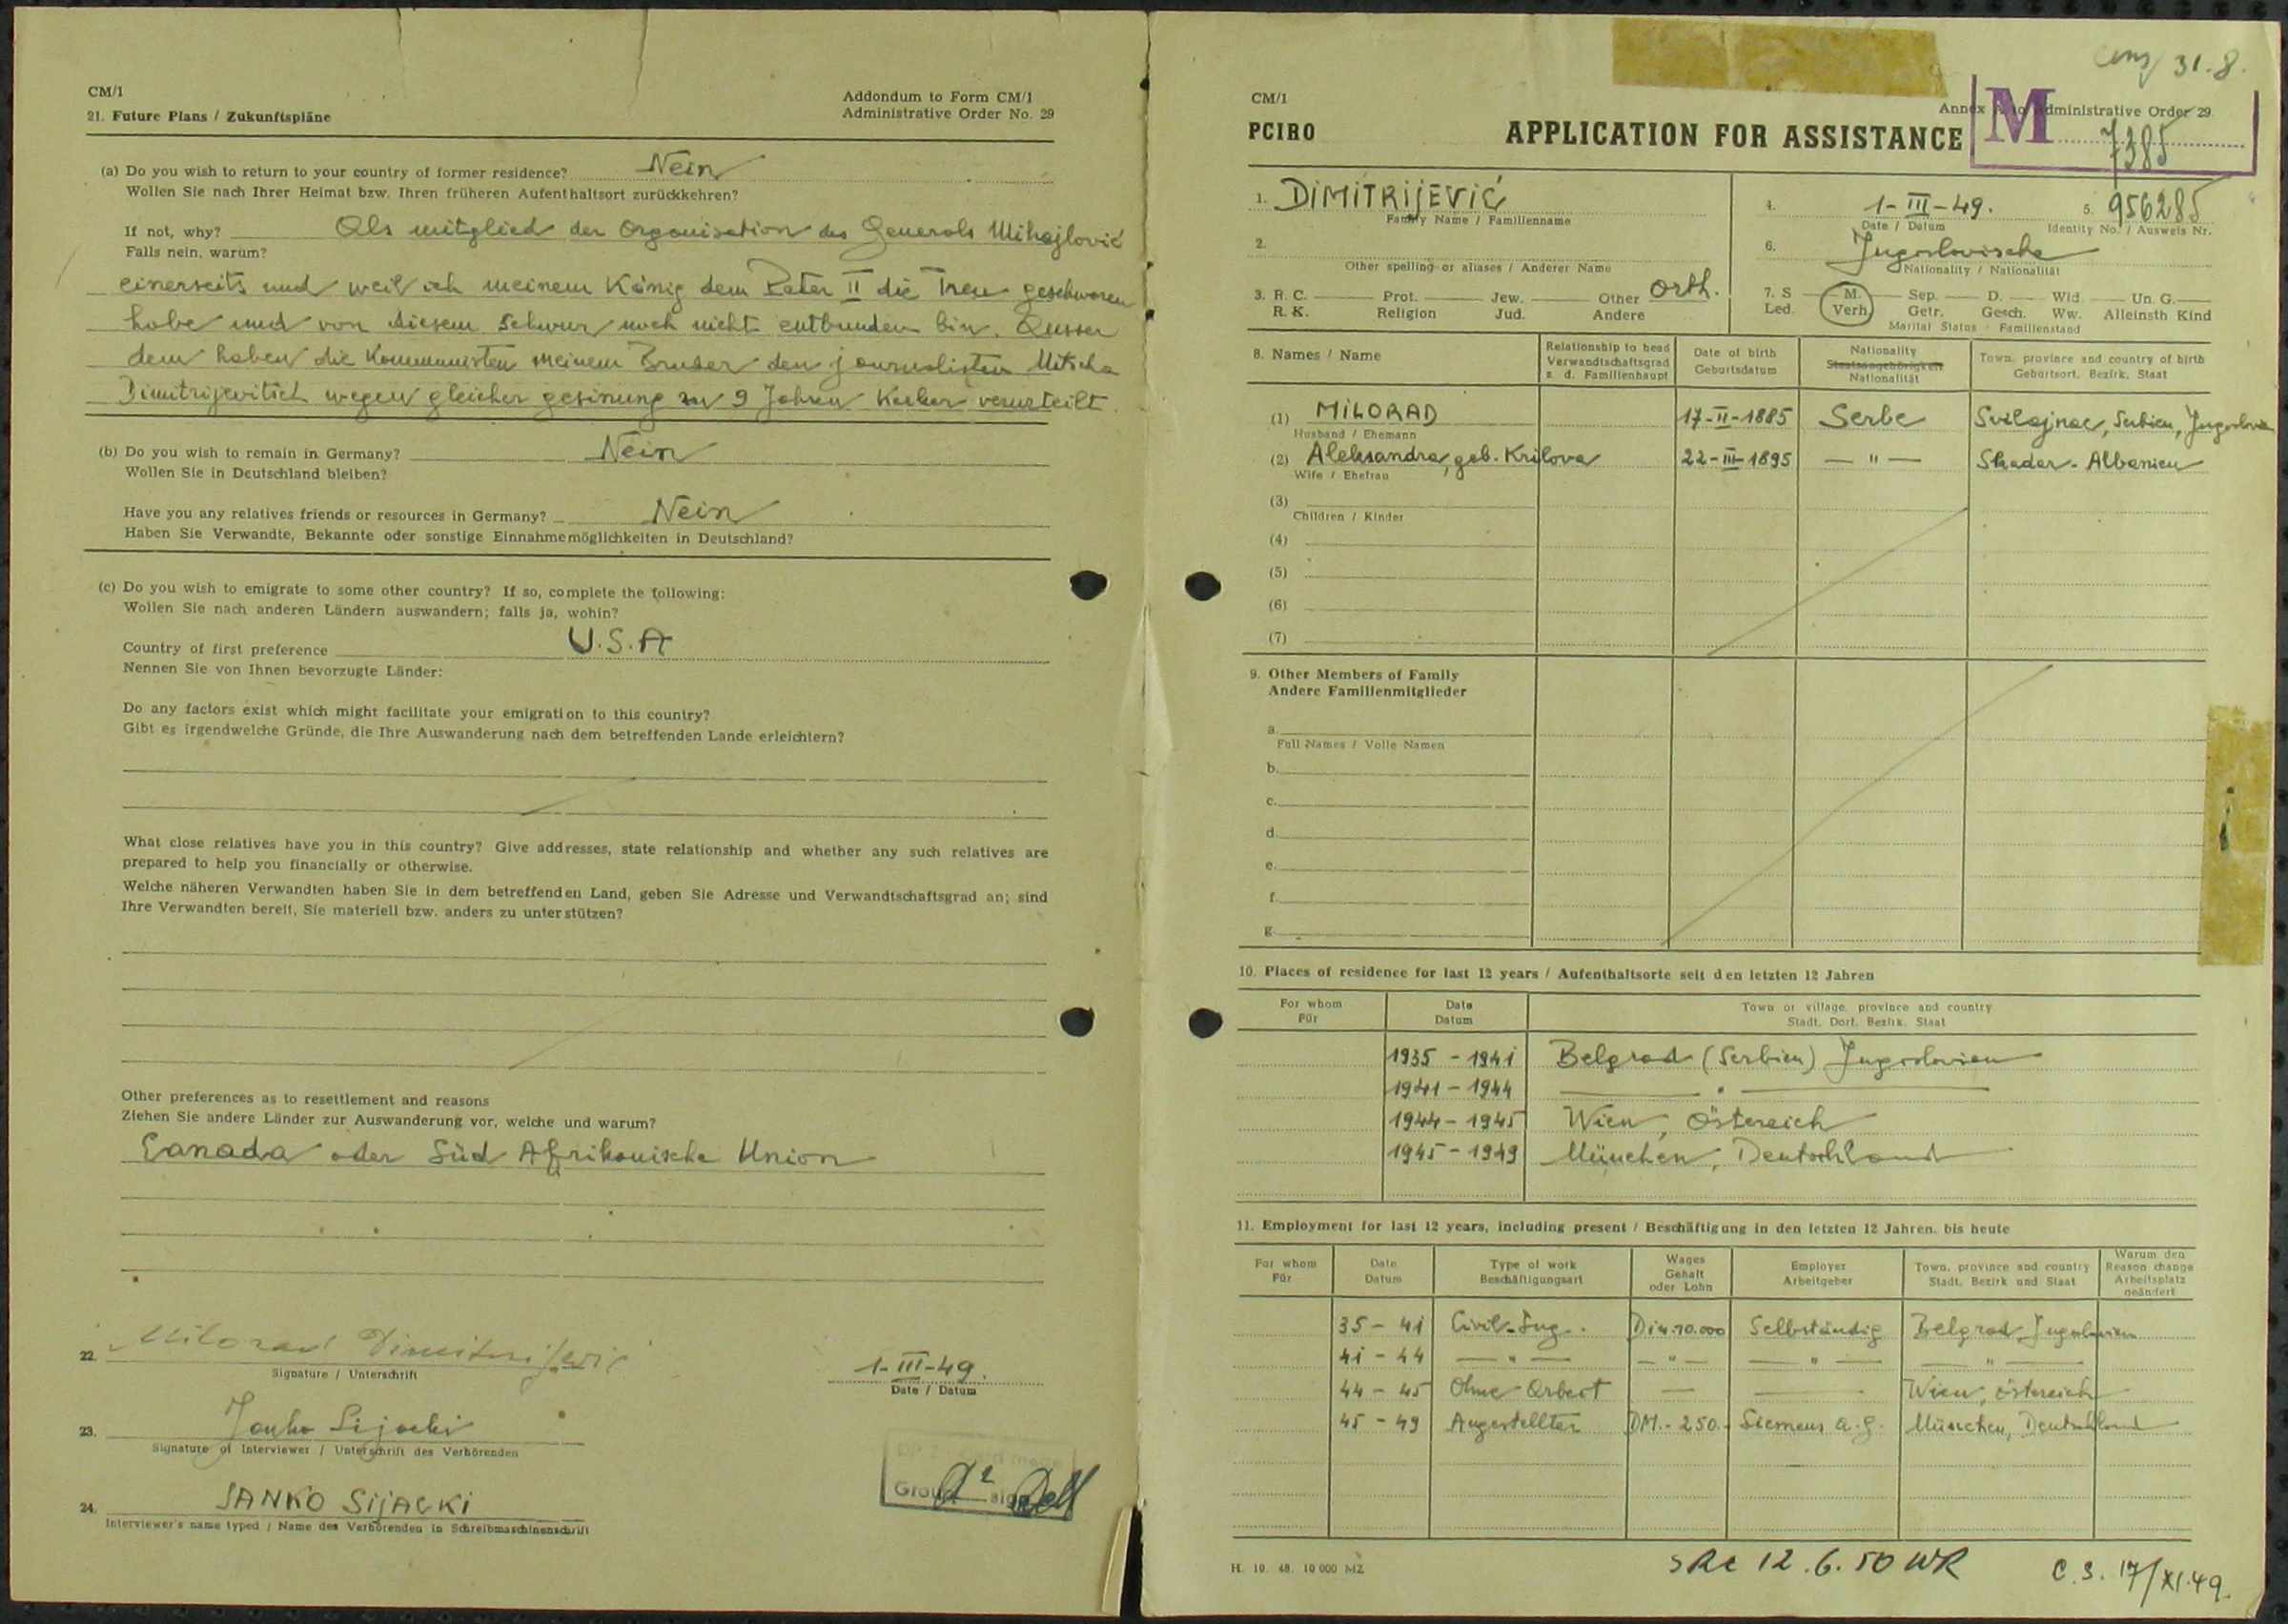 CM/1
Addondum to Form CM/1
21. Future Plans / Zukunftspläne
Administrative Order No. 29
(a) Do you wish to return to your country of former residence? Nein
Wollen Sie nach Ihrer Heimat bzw. Ihren früheren Aufenthaltsort zurückkehren?
If not, why? Als mitglied der Organisation des Generals Mihajlović
Falls nein, warum?
einerseits und weil ich meinem König dem Peter II die Treu geschworen
habe und von diesem Schwur noch nicht entbunden bin. Ausser
dem haben die Kommunisten meinem Bruder den journalisten Mitscha
Dimitrijevitsch wegen gleicher gesinung zu 9 Jahren Kerker verurteilt.
(b) Do you wish to remain in Germany? Nein
Wollen Sie in Deutschland bleiben?
Have you any relatives friends or resources in Germany? Nein
Haben Sie Verwandte, Bekannte oder sonstige Einnahmemöglichkeiten in Deutschland?
(c) Do you wish to emigrate to some other country? If so, complete the following:
Wollen Sie nach anderen Ländern auswandern; falls ja, wohin?
Country of first preference U.S.A
Nennen Sie von Ihnen bevorzugte Länder:
Do any factors exist which might facilitate your emigration to this country?
Gibt es irgendwelche Gründe, die Ihre Auswanderung nach dem betreffenden Lande erleichtern?
What close relatives have you in this country? Give addresses, state relationship and whether any such relatives are
prepared to help you financially or otherwise.
Welche näheren Verwandten haben Sie in dem betreffenden Land, geben Sie Adresse und Verwandtschaftsgrad an; sind
Ihre Verwandten bereit, Sie materiell bzw. anders zu unterstützen?
Other preferences as to resettlement and reasons
Ziehen Sie andere Länder zur Auswanderung vor, welche und warum?
Canada oder Süd Afrikanische Union
22. Milorad Dimitrijević
Signature / Unterschrift
1-III-49.
Date / Datum
23. Janko Sijački
Signature of Interviewer / Unterschrift des Verhörenden
24. JANKO SIJAČKI
Interviewer's name typed / Name des Verhörenden in Schreibmaschinenschrift
Group
31.8.
CM/1
Annex A to Administrative Order 29
PCIRO
APPLICATION FOR ASSISTANCE
M 7385
1. DIMITRIJEVIĆ
Family Name / Familienname
4. 1-III-49.
Date / Datum
5. 956285
Identity No. / Ausweis Nr.
2.
Other spelling or aliases / Anderer Name
6. Jugoslovische
Nationality / Nationalität
3. R. C. Prot. Jew. Other Orth.
R. K. Religion Jud. Andere
7. S M. Sep. D. Wid. Un. G.
Led. Verh. Getr. Gesch. Ww. Alleinsth Kind
Marital Status / Familienstand
8. Names / Name
Relationship to head
Verwandtschaftsgrad
z. d. Familienhaupt
Date of birth
Geburtsdatum
Nationality
Staatsangehörigkeit
Nationalität
Town, province and country of birth
Geburtsort, Bezirk, Staat
(1) MILORAD 17-II-1885 Serbe Svilajnac, Serbien, Jugoslavien
Husband / Ehemann
(2) Aleksandra, geb. Krilova 22-III-1895 — " — Skadar - Albanien
Wife / Ehefrau
(3)
Children / Kinder
(4)
(5)
(6)
(7)
9. Other Members of Family
Andere Familienmitglieder
a.
Full Names / Volle Namen
b.
c.
d.
e.
f.
g.
10. Places of residence for last 12 years / Aufenthaltsorte seit den letzten 12 Jahren
For whom
Für
Date
Datum
Town or village, province and country
Stadt, Dorf, Bezirk, Staat
1935 - 1941 Belgrad (Serbien) Jugoslavien
1941 - 1944 — " —
1944 - 1945 Wien, Östereich
1945 - 1949 München, Deutschland
11. Employment for last 12 years, including present / Beschäftigung in den letzten 12 Jahren, bis heute
For whom
Für
Date
Datum
Type of work
Beschäftigungsart
Wages
Gehalt
oder Lohn
Employer
Arbeitgeber
Town, province and country
Stadt, Bezirk und Staat
Warum den
Reason change
Arbeitsplatz
geändert
35 - 41 Civil-Ing. Din.10.000 Selbständig Belgrad, Jugoslavien
41 - 44 — " — — " — — " — — " —
44 - 45 Ohne Arbeit — — Wien, östereich
45 - 49 Angestellter DM.- 250.- Siemens A.G. München, Deutschland
H. 10. 48. 10 000 MZ
SRC 12.6.50 WR
C.S. 17/XI.49.